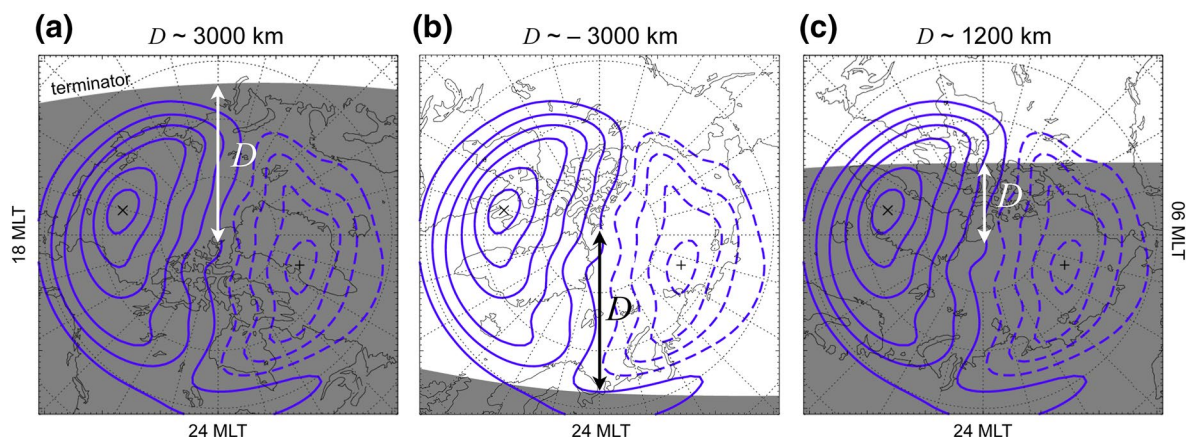 (a) D ~ 3000 km
(b) D ~ – 3000 km
(c) D ~ 1200 km
terminator
D
D
D
18 MLT
06 MLT
24 MLT
24 MLT
24 MLT